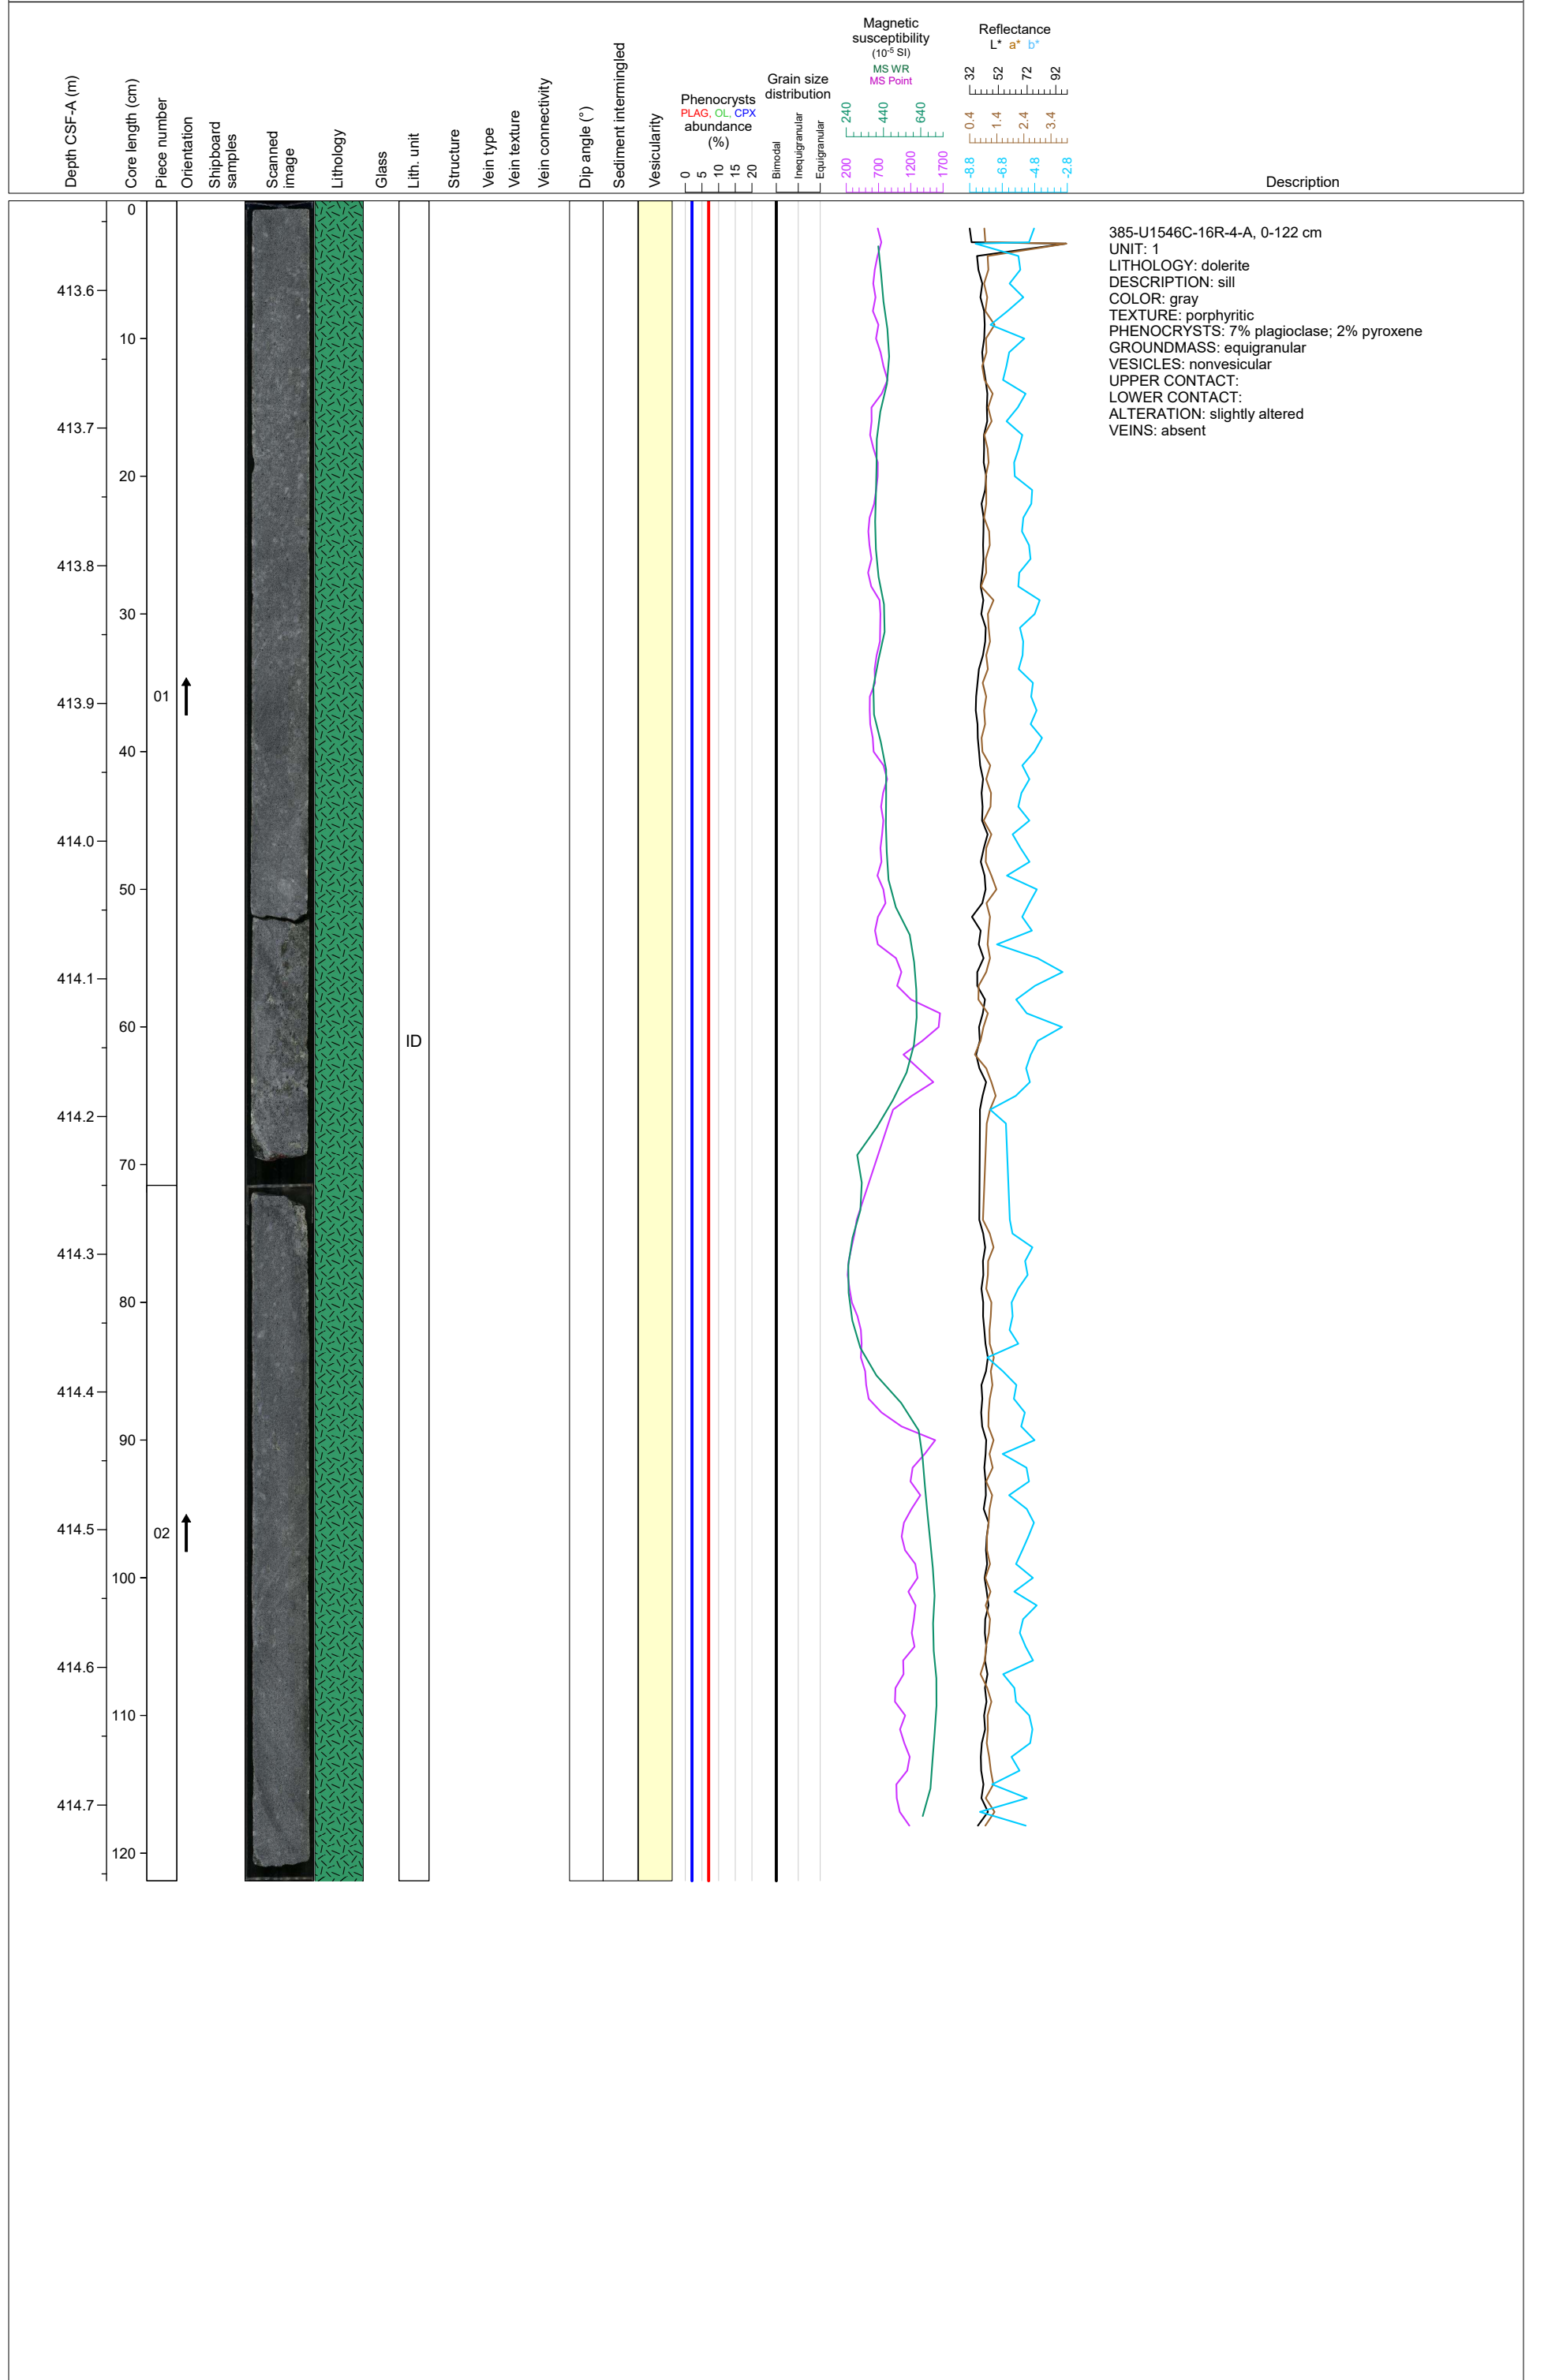 Depth CSF-A (m)
Core length (cm)
Piece number
Orientation
Shipboard
samples
Scanned
image
Lithology
Glass
Lith. unit
Structure
Vein type
Vein texture
Vein connectivity
Dip angle (°)
Sediment intermingled
Vesicularity
Phenocrysts
PLAG, OL, CPX
abundance
(%)
0 5 10 15 20
Grain size
distribution
Bimodal
Inequigranular
Equigranular
Magnetic
susceptibility
(10⁻⁵ SI)
MS WR
MS Point
240 440 640
200 700 1200 1700
Reflectance
L* a* b*
32 52 72 92
0.4 1.4 2.4 3.4
-8.8 -6.8 -4.8 -2.8
Description
413.6
413.7
413.8
413.9
414.0
414.1
414.2
414.3
414.4
414.5
414.6
414.7
0
10
20
30
40
50
60
70
80
90
100
110
120
01
02
ID
385-U1546C-16R-4-A, 0-122 cm
UNIT: 1
LITHOLOGY: dolerite
DESCRIPTION: sill
COLOR: gray
TEXTURE: porphyritic
PHENOCRYSTS: 7% plagioclase; 2% pyroxene
GROUNDMASS: equigranular
VESICLES: nonvesicular
UPPER CONTACT:
LOWER CONTACT:
ALTERATION: slightly altered
VEINS: absent